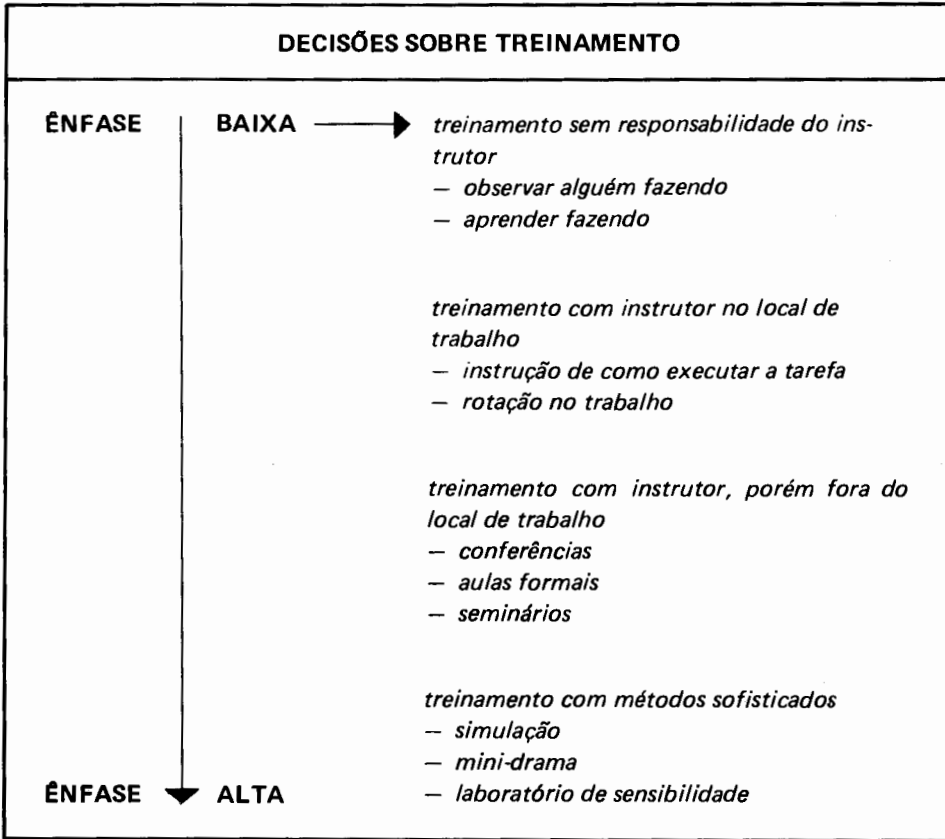 DECISÕES SOBRE TREINAMENTO
ÊNFASE BAIXA treinamento sem responsabilidade do ins-
trutor
– observar alguém fazendo
– aprender fazendo
treinamento com instrutor no local de
trabalho
– instrução de como executar a tarefa
– rotação no trabalho
treinamento com instrutor, porém fora do
local de trabalho
– conferências
– aulas formais
– seminários
treinamento com métodos sofisticados
– simulação
– mini-drama
ÊNFASE ALTA – laboratório de sensibilidade